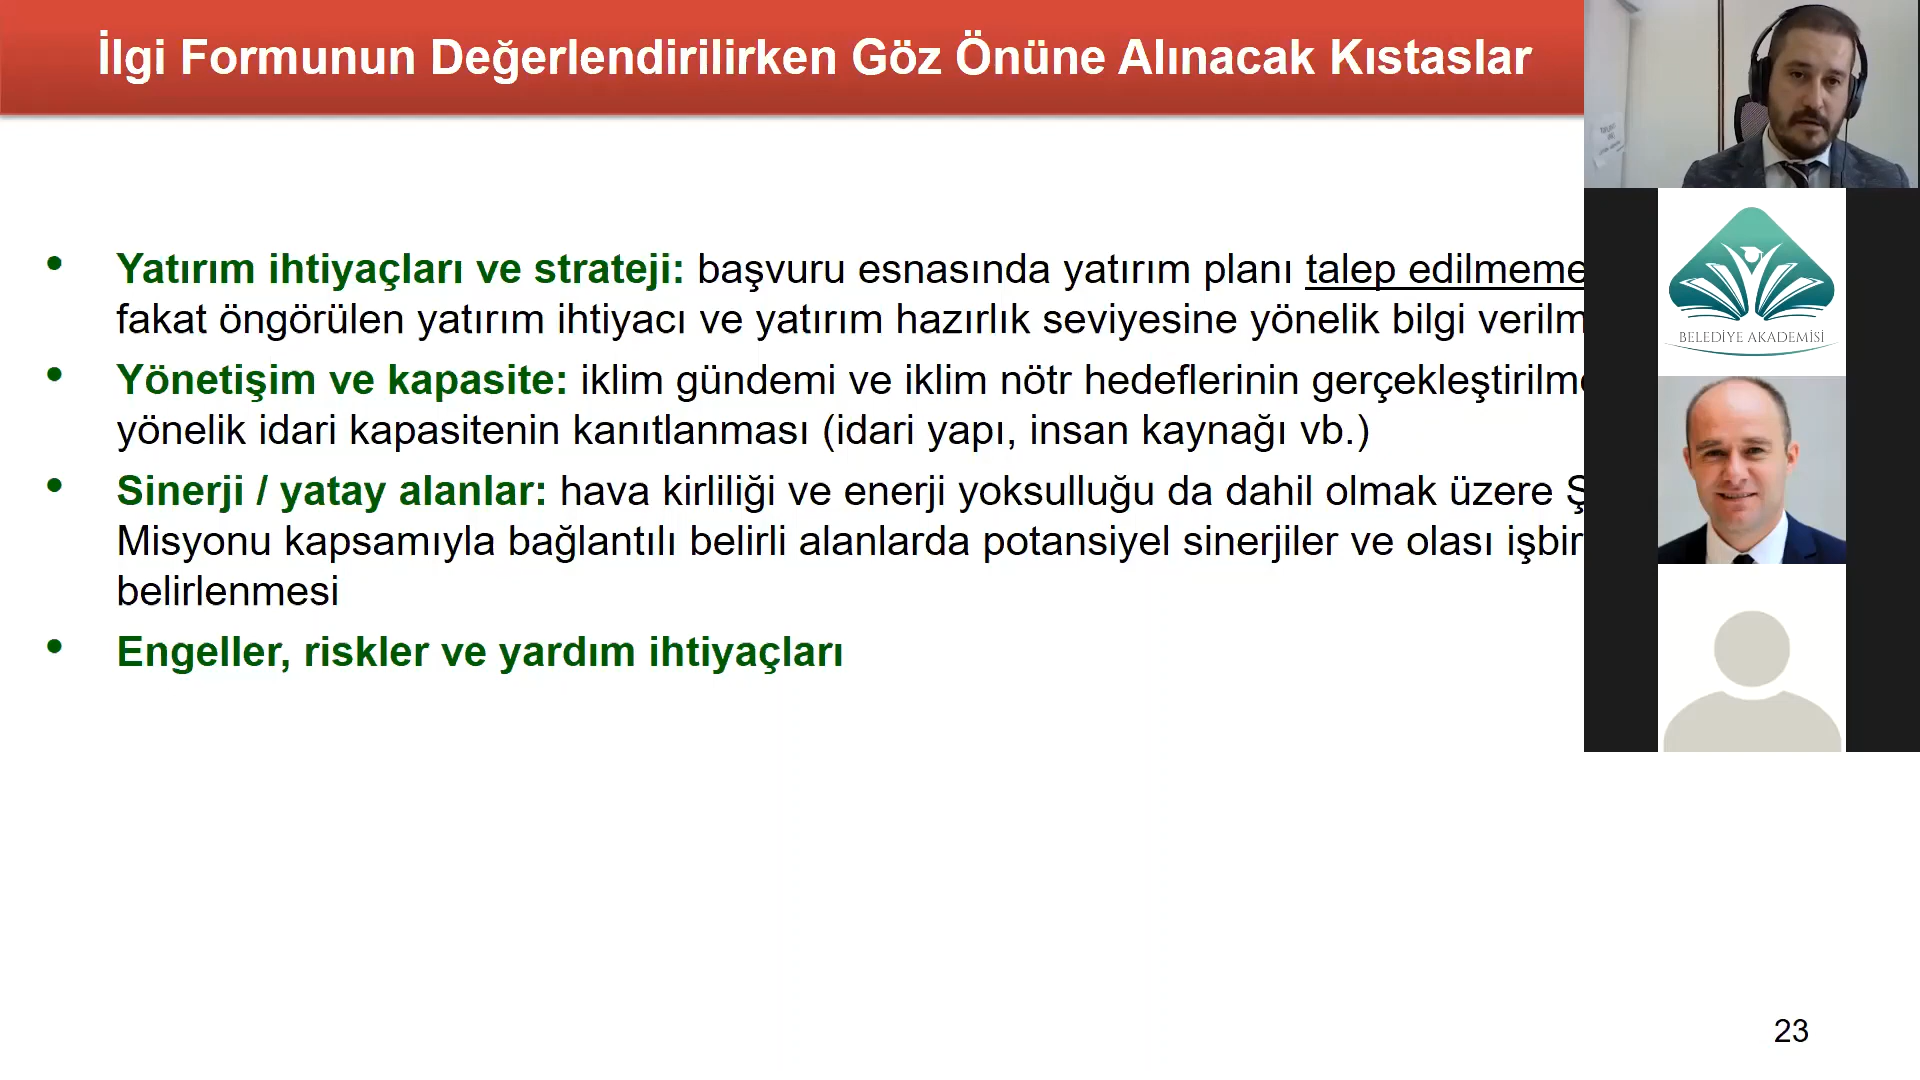 İlgi Formunun Değerlendirilirken Göz Önüne Alınacak Kıstaslar
• Yatırım ihtiyaçları ve strateji: başvuru esnasında yatırım planı talep edilmeme
fakat öngörülen yatırım ihtiyacı ve yatırım hazırlık seviyesine yönelik bilgi verilm
• Yönetişim ve kapasite: iklim gündemi ve iklim nötr hedeflerinin gerçekleştirilme
yönelik idari kapasitenin kanıtlanması (idari yapı, insan kaynağı vb.)
• Sinerji / yatay alanlar: hava kirliliği ve enerji yoksulluğu da dahil olmak üzere Ş
Misyonu kapsamıyla bağlantılı belirli alanlarda potansiyel sinerjiler ve olası işbir
belirlenmesi
• Engeller, riskler ve yardım ihtiyaçları
BELEDİYE AKADEMİSİ
23